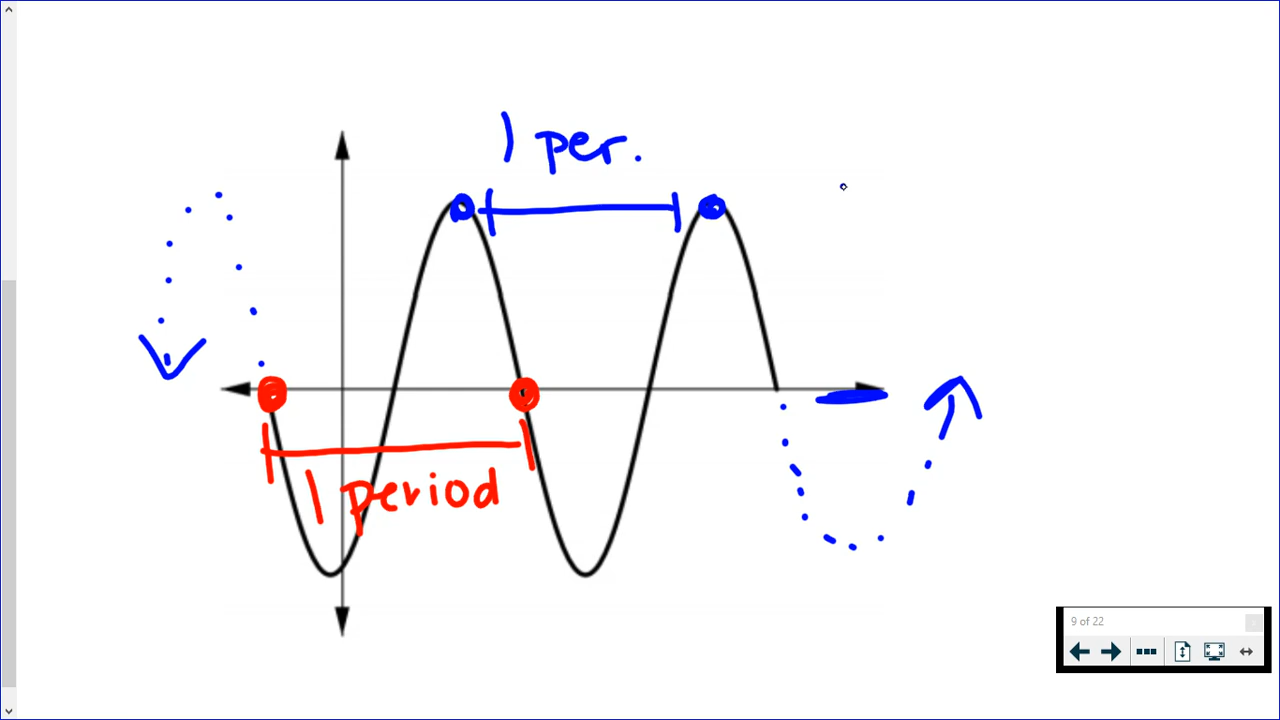 1 per.
1 period
9 of 22